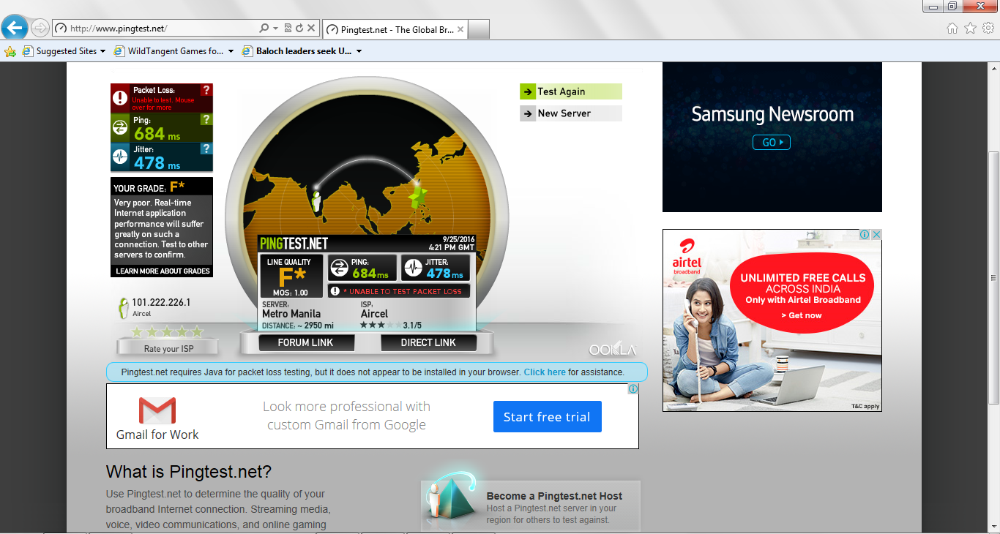 http://www.pingtest.net/
Pingtest.net - The Global Br...
Suggested Sites
WildTangent Games fo...
Baloch leaders seek U...
Packet Loss:
?
Unable to test. Mouse
over for more
Ping:
?
684 ms
Jitter:
?
478 ms
YOUR GRADE: F*
Very poor. Real-time
Internet application
performance will suffer
greatly on such a
connection. Test to other
servers to confirm.
LEARN MORE ABOUT GRADES
101.222.226.1
Aircel
Rate your ISP
PINGTEST.NET
9/25/2016
4:21 PM GMT
LINE QUALITY
F*
MOS: 1.00
PING:
684ms
JITTER:
478ms
* UNABLE TO TEST PACKET LOSS
SERVER:
Metro Manila
DISTANCE: ~ 2950 mi
ISP:
Aircel
3.1/5
FORUM LINK
DIRECT LINK
OOKLA
Test Again
New Server
Samsung Newsroom
GO
airtel
broadband
UNLIMITED FREE CALLS
ACROSS INDIA
Only with Airtel Broadband
> Get now
T&C apply
Pingtest.net requires Java for packet loss testing, but it does not appear to be installed in your browser. Click here for assistance.
Gmail for Work
Look more professional with
custom Gmail from Google
Start free trial
What is Pingtest.net?
Use Pingtest.net to determine the quality of your
broadband Internet connection. Streaming media,
voice, video communications, and online gaming
Become a Pingtest.net Host
Host a Pingtest.net server in your
region for others to test against.